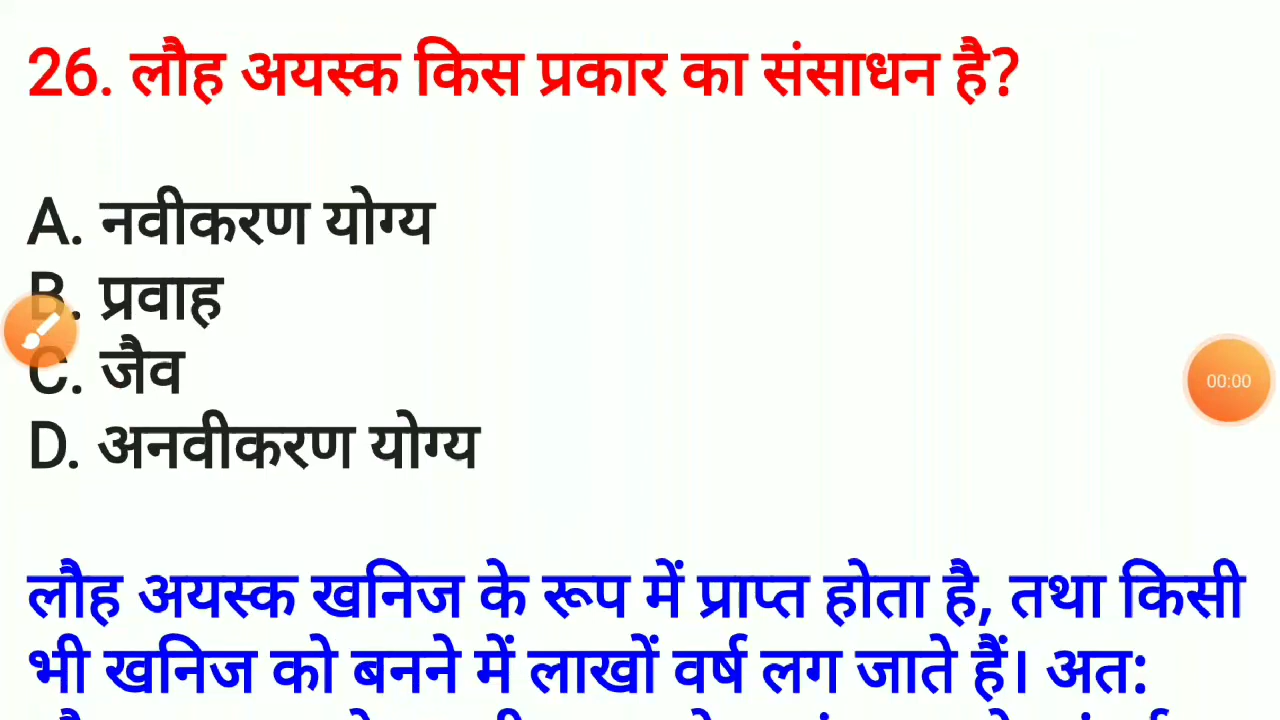 26. लौह अयस्क किस प्रकार का संसाधन है?
A. नवीकरण योग्य
B. प्रवाह
C. जैव
D. अनवीकरण योग्य
00:00
लौह अयस्क खनिज के रूप में प्राप्त होता है, तथा किसी
भी खनिज को बनने में लाखों वर्ष लग जाते हैं। अत: